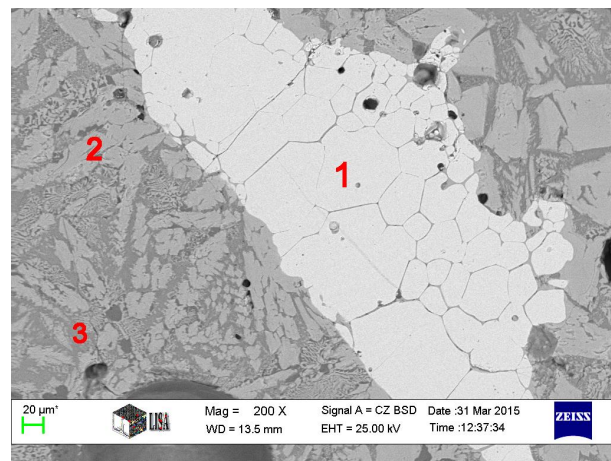 1
2
3
20 µm*
LISA
Mag = 200 X
WD = 13.5 mm
Signal A = CZ BSD
EHT = 25.00 kV
Date :31 Mar 2015
Time :12:37:34
ZEISS